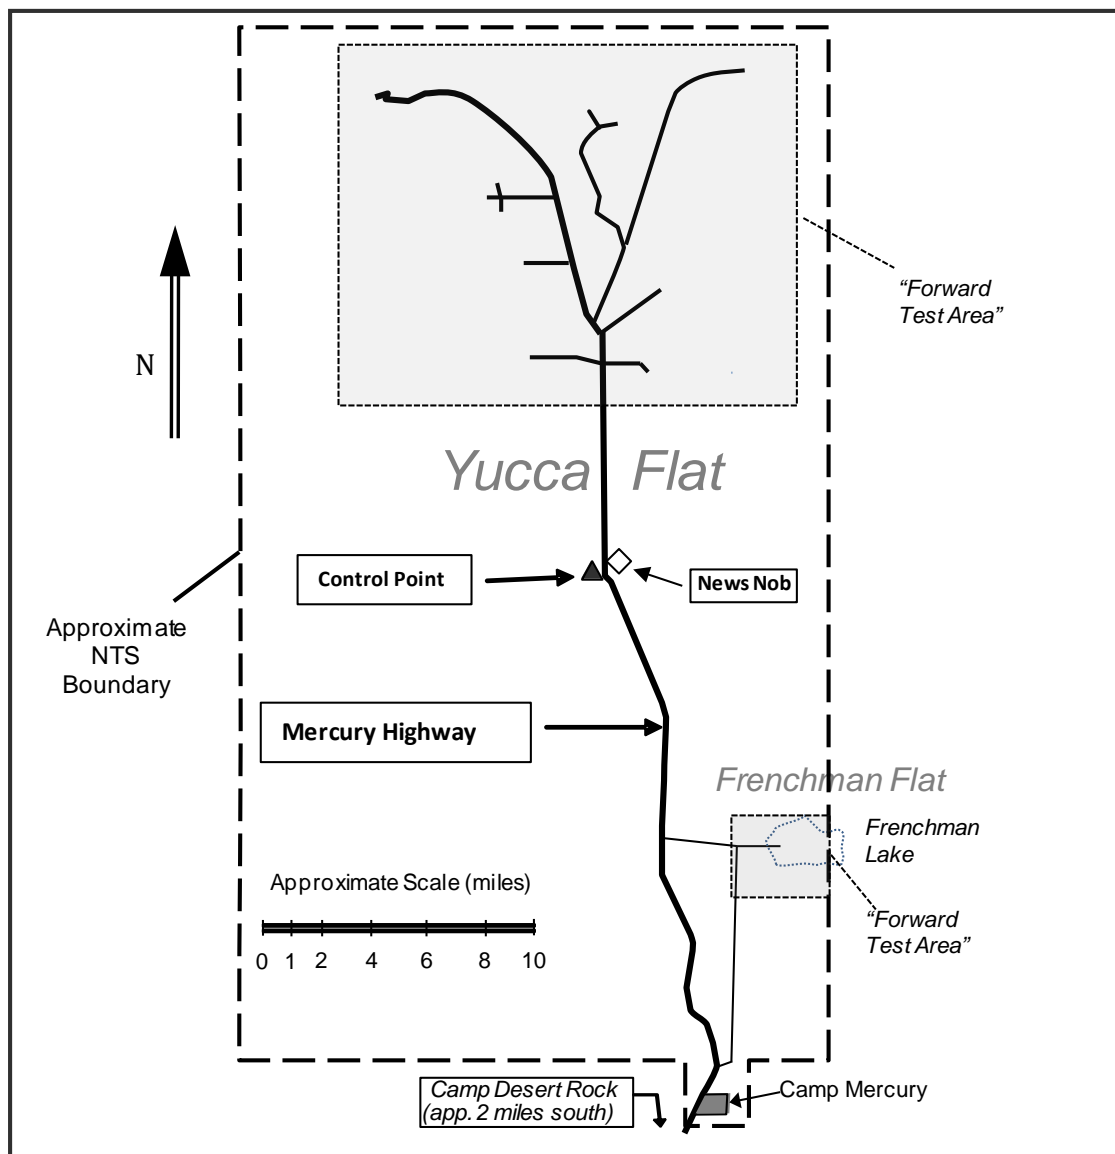 “Forward
Test Area”
N
Yucca Flat
Control Point
News Nob
Approximate
NTS
Boundary
Mercury Highway
Frenchman Flat
Frenchman
Lake
Approximate Scale (miles)
“Forward
Test Area”
0 1 2 4 6 8 10
Camp Desert Rock
(app. 2 miles south)
Camp Mercury